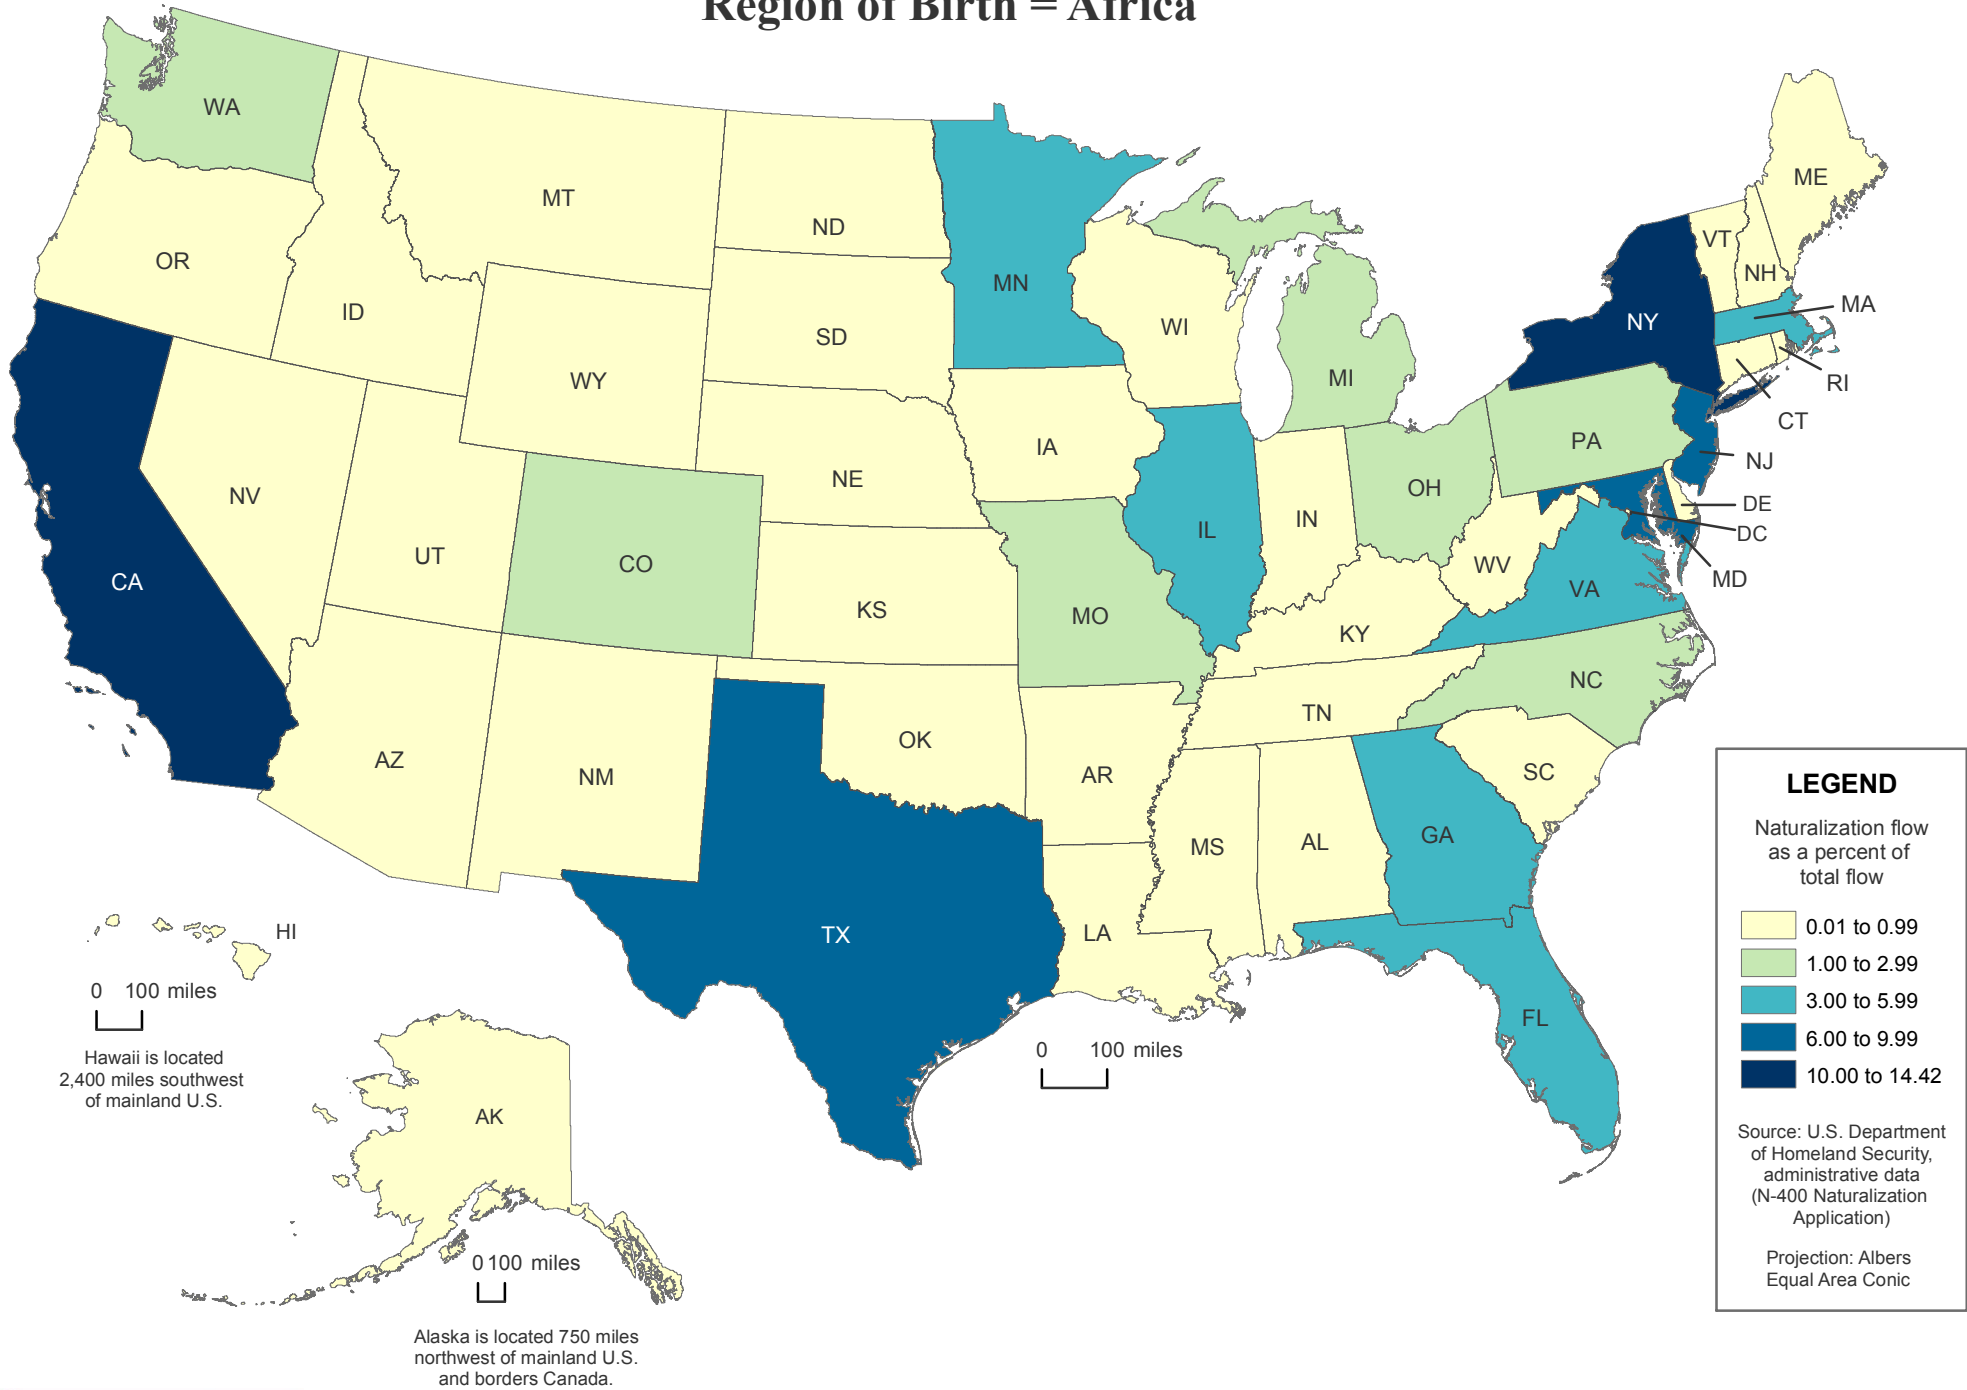 Region of Birth = Africa
WA
MT
ND
MN
ME
VT
NH
OR
ID
SD
WI
NY
MA
WY
MI
RI
CT
IA
NE
PA
NJ
NV
OH
DE
IN
IL
DC
UT
CO
WV
MD
CA
KS
MO
VA
KY
NC
TN
OK
AZ
NM
AR
SC
GA
AL
MS
TX
LA
HI
FL
AK
0 100 miles
Hawaii is located
2,400 miles southwest
of mainland U.S.
0 100 miles
0 100 miles
Alaska is located 750 miles
northwest of mainland U.S.
and borders Canada.
LEGEND
Naturalization flow
as a percent of
total flow
0.01 to 0.99
1.00 to 2.99
3.00 to 5.99
6.00 to 9.99
10.00 to 14.42
Source: U.S. Department
of Homeland Security,
administrative data
(N-400 Naturalization
Application)
Projection: Albers
Equal Area Conic